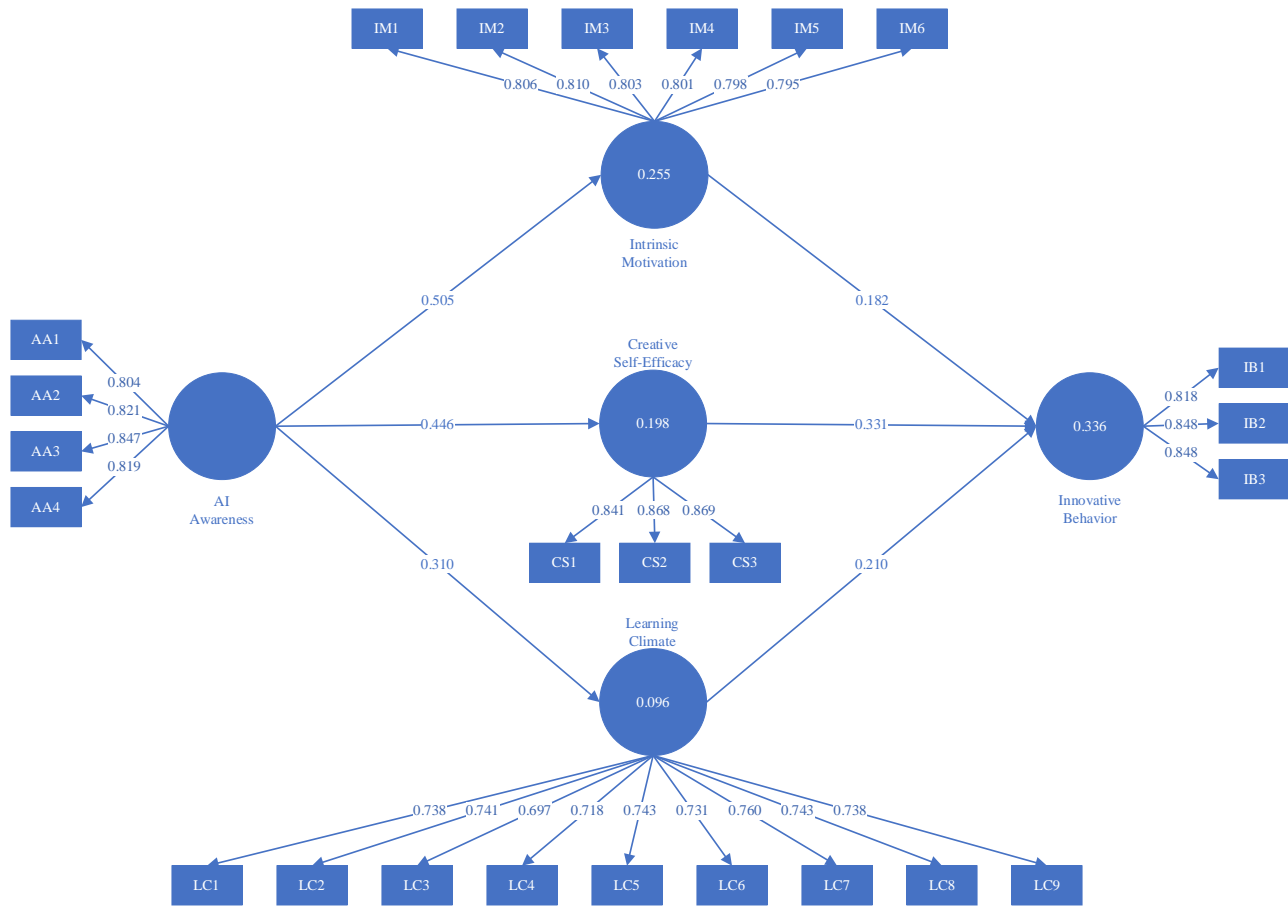 IM1 IM2 IM3 IM4 IM5 IM6
0.806 0.810 0.803 0.801 0.798 0.795
0.255
Intrinsic
Motivation
0.505 0.182
AA1
AA2
AA3
AA4
0.804
0.821
0.847
0.819
AI
Awareness
Creative
Self-Efficacy
0.446 0.198 0.331
0.841 0.868 0.869
CS1 CS2 CS3
0.336
Innovative
Behavior
0.818
0.848
0.848
IB1
IB2
IB3
0.310 0.210
Learning
Climate
0.096
0.738 0.741 0.697 0.718 0.743 0.731 0.760 0.743 0.738
LC1 LC2 LC3 LC4 LC5 LC6 LC7 LC8 LC9